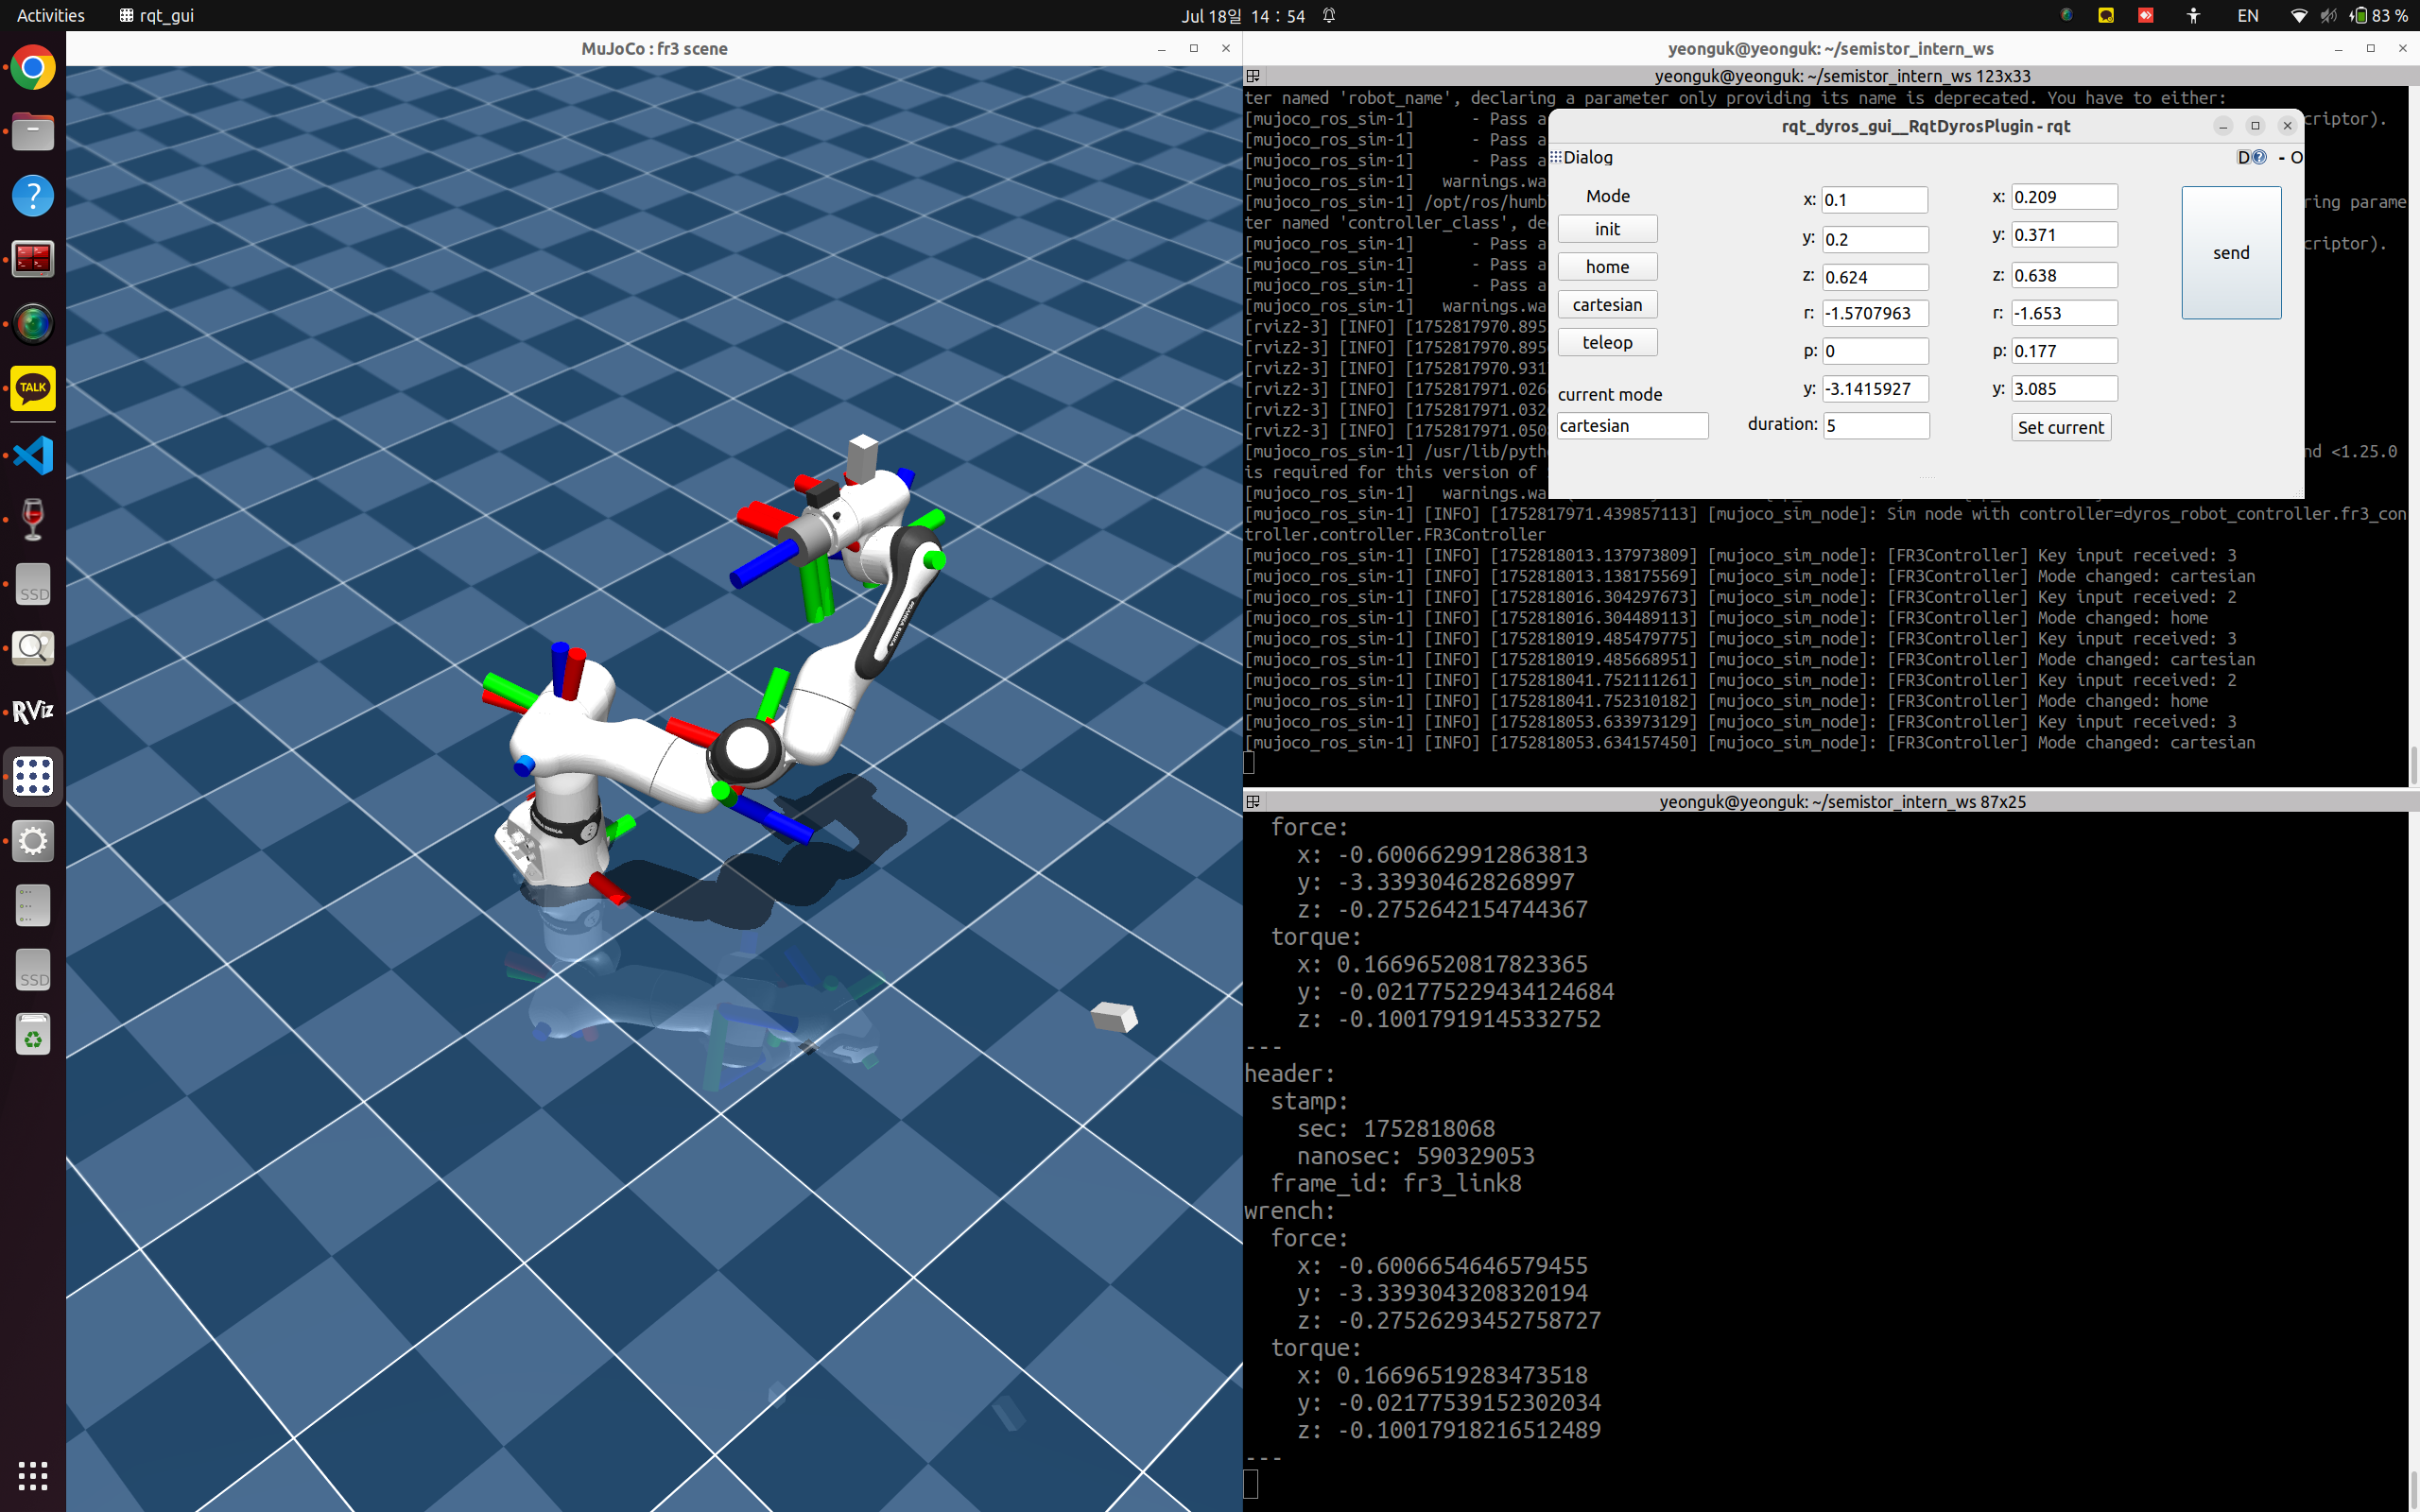 Activities
rqt_gui
Jul 18일 14 : 54
EN
83 %
MuJoCo : fr3 scene
yeonguk@yeonguk: ~/semistor_intern_ws
yeonguk@yeonguk: ~/semistor_intern_ws 123x33
ter named 'robot_name', declaring a parameter only providing its name is deprecated. You have to either:
[mujoco_ros_sim-1]      - Pass a criptor).
[mujoco_ros_sim-1]      - Pass a
[mujoco_ros_sim-1]      - Pass a
[mujoco_ros_sim-1]   warnings.wa
[mujoco_ros_sim-1] /opt/ros/humb ring parame
ter named 'controller_class', de
[mujoco_ros_sim-1]      - Pass a criptor).
[mujoco_ros_sim-1]      - Pass a
[mujoco_ros_sim-1]      - Pass a
[mujoco_ros_sim-1]   warnings.wa
[rviz2-3] [INFO] [1752817970.895
[rviz2-3] [INFO] [1752817970.895
[rviz2-3] [INFO] [1752817970.931
[rviz2-3] [INFO] [1752817971.026
[rviz2-3] [INFO] [1752817971.032
[rviz2-3] [INFO] [1752817971.050
[mujoco_ros_sim-1] /usr/lib/pyth nd <1.25.0
is required for this version of
[mujoco_ros_sim-1]   warnings.wa
[mujoco_ros_sim-1] [INFO] [1752817971.439857113] [mujoco_sim_node]: Sim node with controller=dyros_robot_controller.fr3_con
troller.controller.FR3Controller
[mujoco_ros_sim-1] [INFO] [1752818013.137973809] [mujoco_sim_node]: [FR3Controller] Key input received: 3
[mujoco_ros_sim-1] [INFO] [1752818013.138175569] [mujoco_sim_node]: [FR3Controller] Mode changed: cartesian
[mujoco_ros_sim-1] [INFO] [1752818016.304297673] [mujoco_sim_node]: [FR3Controller] Key input received: 2
[mujoco_ros_sim-1] [INFO] [1752818016.304489113] [mujoco_sim_node]: [FR3Controller] Mode changed: home
[mujoco_ros_sim-1] [INFO] [1752818019.485479775] [mujoco_sim_node]: [FR3Controller] Key input received: 3
[mujoco_ros_sim-1] [INFO] [1752818019.485668951] [mujoco_sim_node]: [FR3Controller] Mode changed: cartesian
[mujoco_ros_sim-1] [INFO] [1752818041.752111261] [mujoco_sim_node]: [FR3Controller] Key input received: 2
[mujoco_ros_sim-1] [INFO] [1752818041.752310182] [mujoco_sim_node]: [FR3Controller] Mode changed: home
[mujoco_ros_sim-1] [INFO] [1752818053.633973129] [mujoco_sim_node]: [FR3Controller] Key input received: 3
[mujoco_ros_sim-1] [INFO] [1752818053.634157450] [mujoco_sim_node]: [FR3Controller] Mode changed: cartesian
rqt_dyros_gui__RqtDyrosPlugin - rqt
Dialog
D - O
Mode
init
home
cartesian
teleop
current mode
cartesian
x: 0.1
y: 0.2
z: 0.624
r: -1.5707963
p: 0
y: -3.1415927
duration: 5
x: 0.209
y: 0.371
z: 0.638
r: -1.653
p: 0.177
y: 3.085
Set current
send
yeonguk@yeonguk: ~/semistor_intern_ws 87x25
force:
x: -0.6006629912863813
y: -3.339304628268997
z: -0.2752642154744367
torque:
x: 0.16696520817823365
y: -0.021775229434124684
z: -0.10017919145332752
---
header:
stamp:
sec: 1752818068
nanosec: 590329053
frame_id: fr3_link8
wrench:
force:
x: -0.6006654646579455
y: -3.3393043208320194
z: -0.27526293452758727
torque:
x: 0.16696519283473518
y: -0.02177539152302034
z: -0.10017918216512489
---
TALK
SSD
RViz
SSD